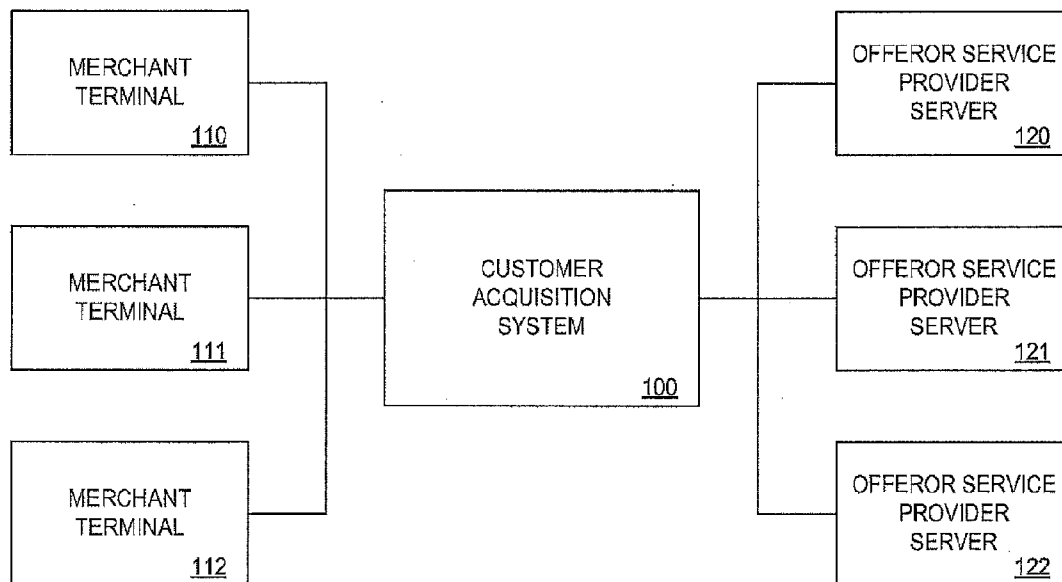 MERCHANT
TERMINAL
110
MERCHANT
TERMINAL
111
MERCHANT
TERMINAL
112
CUSTOMER
ACQUISITION
SYSTEM
100
OFFEROR SERVICE
PROVIDER
SERVER
120
OFFEROR SERVICE
PROVIDER
SERVER
121
OFFEROR SERVICE
PROVIDER
SERVER
122